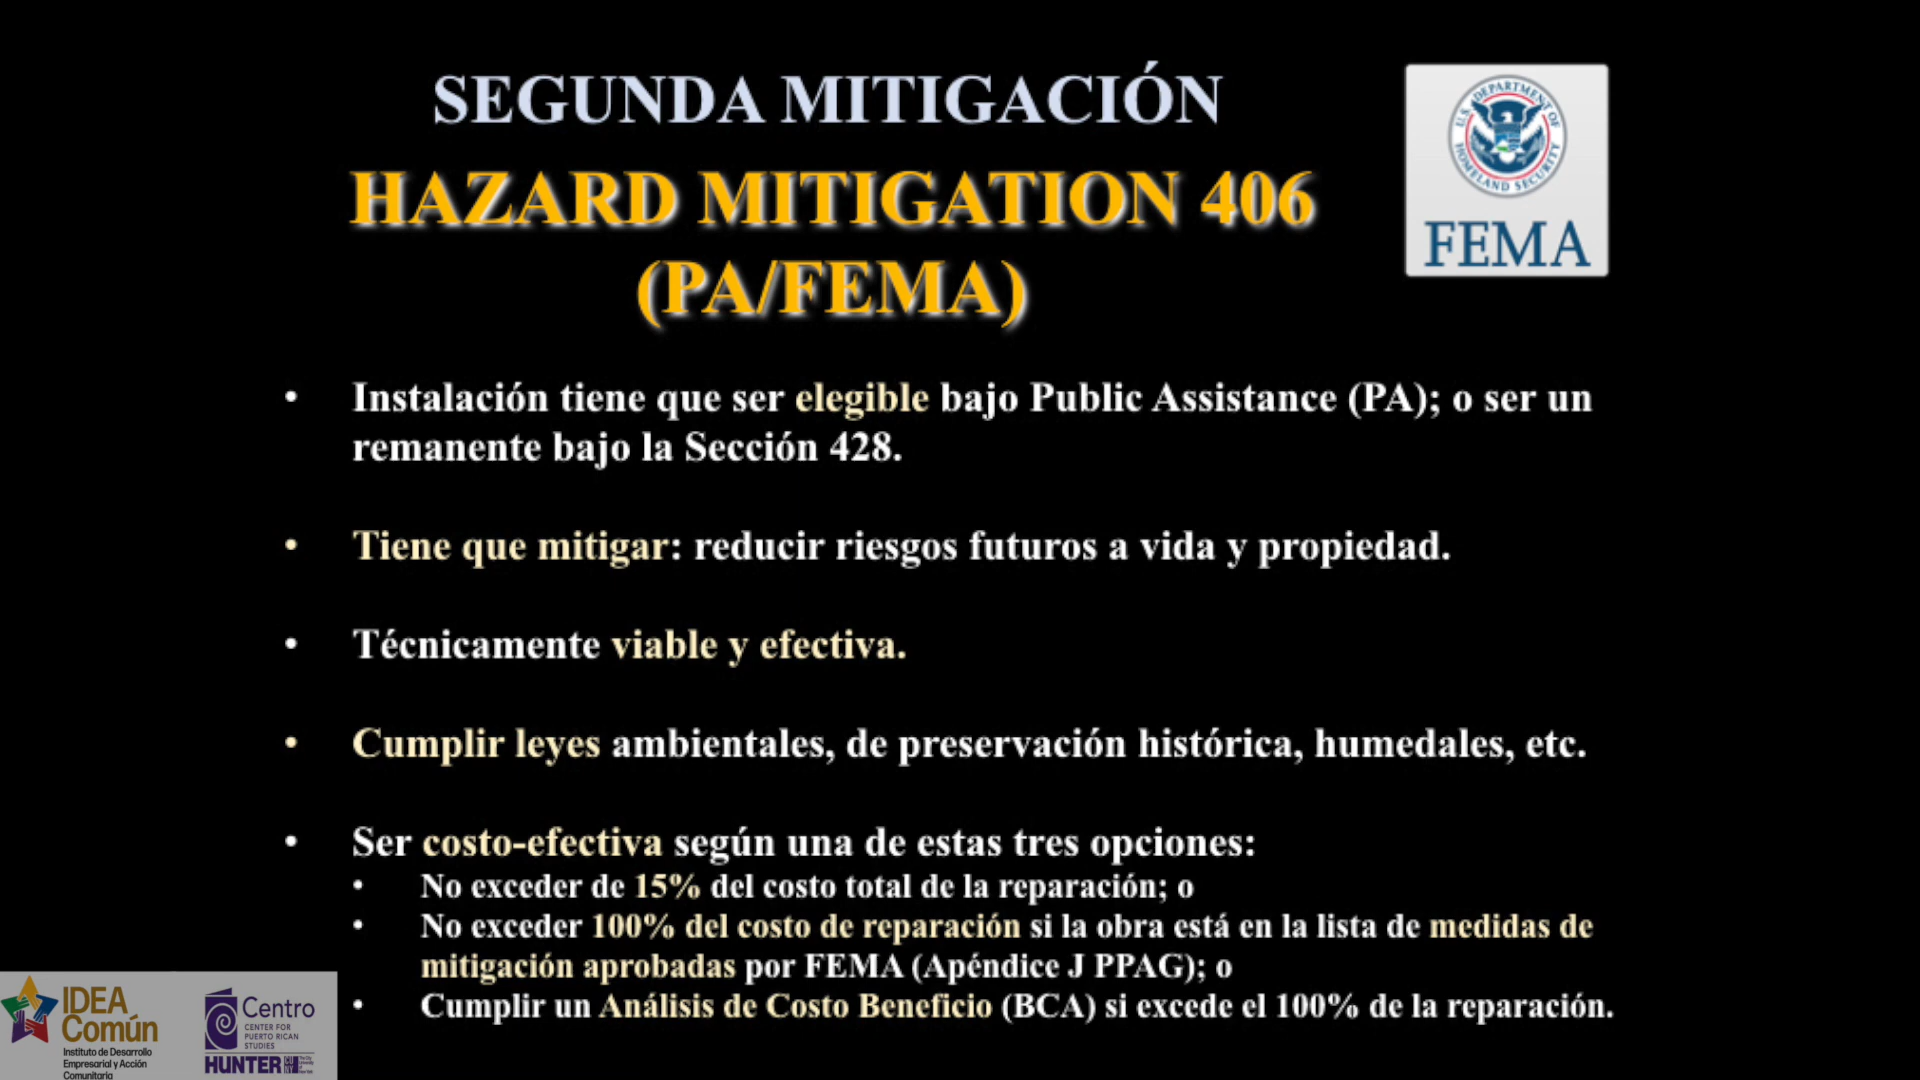 SEGUNDA MITIGACIÓN
HAZARD MITIGATION 406
(PA/FEMA)
U.S. DEPARTMENT OF HOMELAND SECURITY
FEMA
• Instalación tiene que ser elegible bajo Public Assistance (PA); o ser un
remanente bajo la Sección 428.
• Tiene que mitigar: reducir riesgos futuros a vida y propiedad.
• Técnicamente viable y efectiva.
• Cumplir leyes ambientales, de preservación histórica, humedales, etc.
• Ser costo-efectiva según una de estas tres opciones:
• No exceder de 15% del costo total de la reparación; o
• No exceder 100% del costo de reparación si la obra está en la lista de medidas de
mitigación aprobadas por FEMA (Apéndice J PPAG); o
• Cumplir un Análisis de Costo Beneficio (BCA) si excede el 100% de la reparación.
IDEA
Común
Instituto de Desarrollo
Empresarial y Acción
Comunitaria
Centro
CENTER FOR
PUERTO RICAN
STUDIES
HUNTER